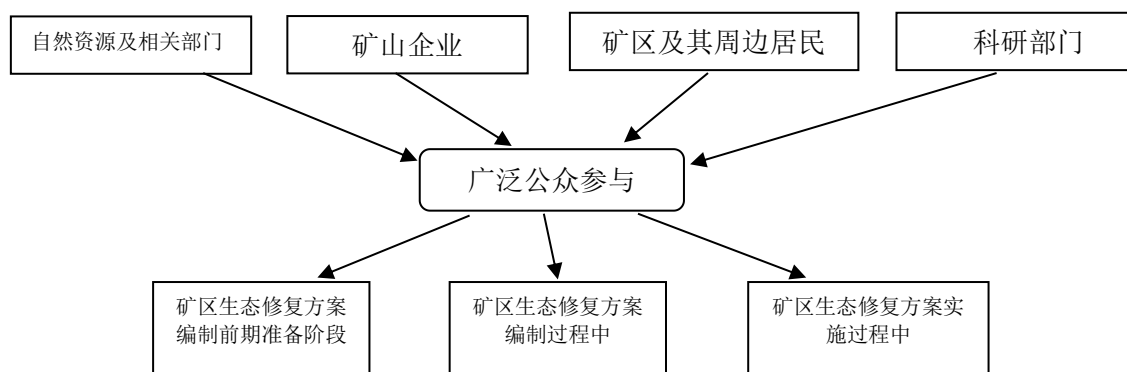 自然资源及相关部门
矿山企业
矿区及其周边居民
科研部门
广泛公众参与
矿区生态修复方案
编制前期准备阶段
矿区生态修复方案
编制过程中
矿区生态修复方案实
施过程中